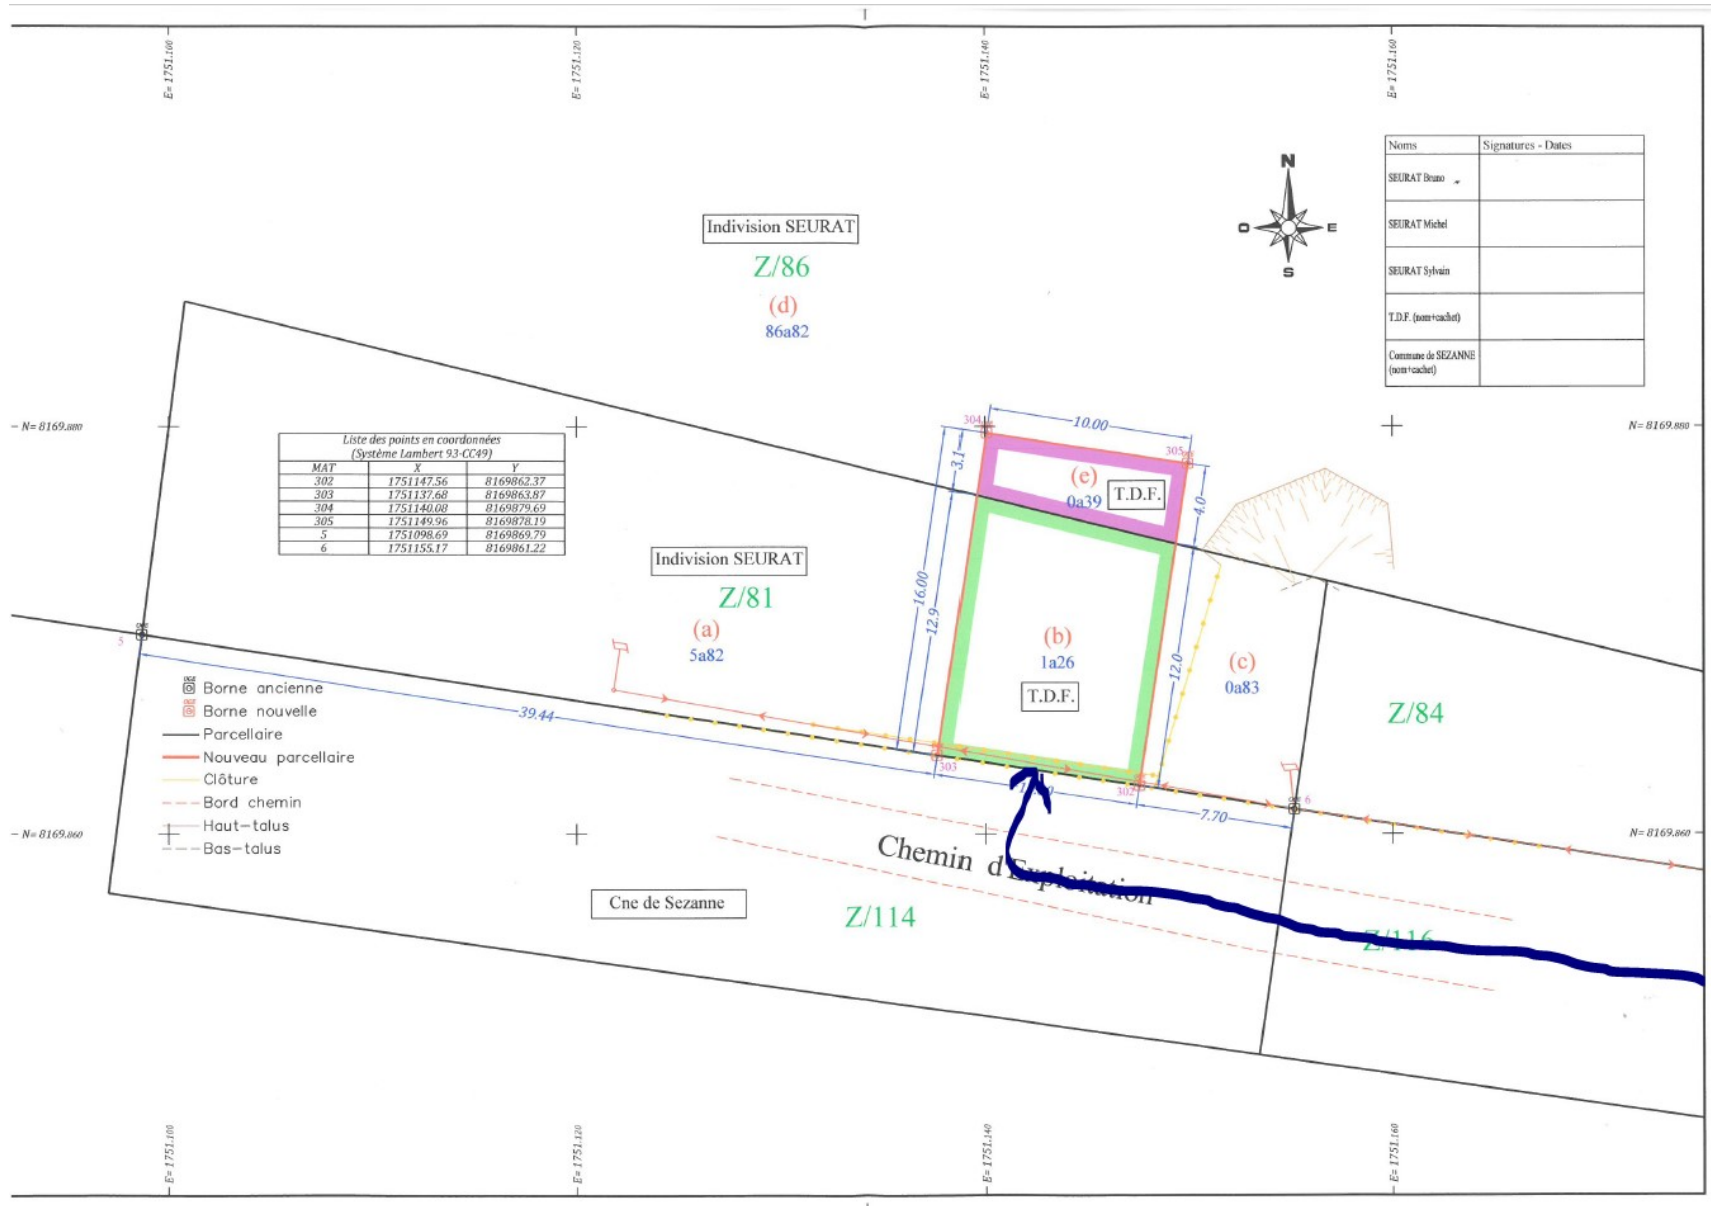 E= 1751.100
E= 1751.120
E= 1751.140
E= 1751.160
Noms Signatures - Dates
SEURAT Bruno
SEURAT Michel
SEURAT Sylvain
T.D.F. (nom+cachet)
Commune de SEZANNE
(nom+cachet)
N
O E
S
Indivision SEURAT
Z/86
(d)
86a82
N= 8169.880
N= 8169.880
Liste des points en coordonnées
(Système Lambert 93-CC49)
MAT X Y
302 1751147.56 8169862.37
303 1751137.68 8169863.87
304 1751140.08 8169879.69
305 1751149.96 8169878.19
5 1751098.69 8169869.79
6 1751155.17 8169861.22
304
10.00
305
3.1
(e)
0a39
T.D.F.
4.0
Indivision SEURAT
Z/81
(a)
5a82
16.00
12.9
(b)
1a26
T.D.F.
12.0
(c)
0a83
Z/84
5
39.44
303
302
7.70
6
Borne ancienne
Borne nouvelle
Parcellaire
Nouveau parcellaire
Clôture
Bord chemin
Haut-talus
Bas-talus
N= 8169.860
N= 8169.860
Chemin d'Exploitation
Cne de Sezanne
Z/114
Z/116
E= 1751.100
E= 1751.120
E= 1751.140
E= 1751.160